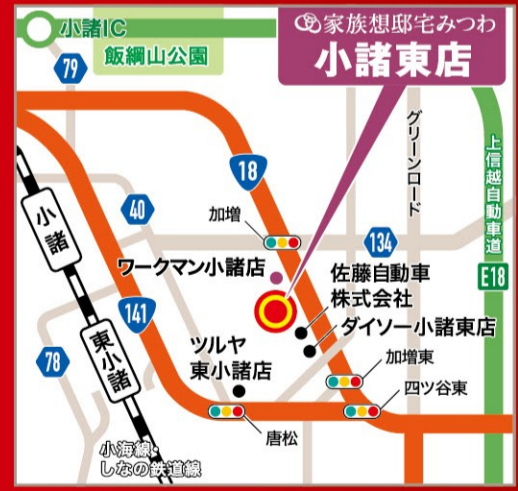 小諸IC
飯綱山公園
79
家族想邸宅みつわ
小諸東店
グリーンロード
上信越自動車道
18
40
加増
134
E18
小諸
ワークマン小諸店
佐藤自動車
株式会社
141
ダイソー小諸東店
東小諸
ツルヤ
東小諸店
78
加増東
四ツ谷東
唐松
小海線・
しなの鉄道線